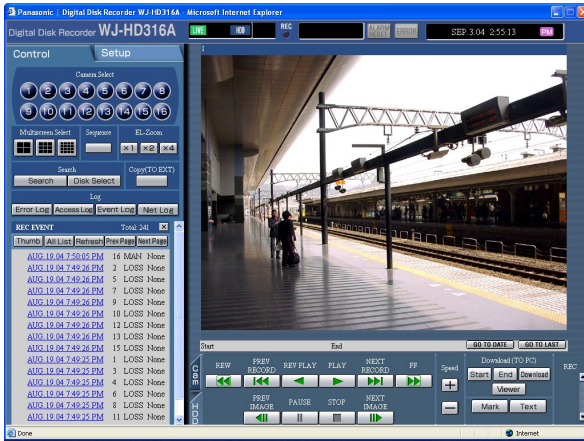 Panasonic | Digital Disk Recorder WJ-HD316A - Microsoft Internet Explorer
Digital Disk Recorder WJ-HD316A
LIVE HDD REC ALARM RESET ERROR SEP.3.04 2:55:13 PM
Control Setup
1
Camera Select
1 2 3 4 5 6 7 8
9 10 11 12 13 14 15 16
Multiscreen Select Sequence EL-Zoom
×1 ×2 ×4
Search Copy(TO EXT)
Search Disk Select
Log
Error Log Access Log Event Log Net Log
REC EVENT Total: 241
Thumb All List Refresh Prev Page Next Page
AUG.19.04 7:50:05 PM 16 MAN None
AUG.19.04 7:49:26 PM 2 LOSS None
AUG.19.04 7:49:26 PM 5 LOSS None
AUG.19.04 7:49:26 PM 7 LOSS None
AUG.19.04 7:49:26 PM 9 LOSS None
AUG.19.04 7:49:26 PM 10 LOSS None
AUG.19.04 7:49:26 PM 12 LOSS None
AUG.19.04 7:49:26 PM 13 LOSS None
AUG.19.04 7:49:26 PM 15 LOSS None
AUG.19.04 7:49:25 PM 1 LOSS None
AUG.19.04 7:49:25 PM 3 LOSS None
AUG.19.04 7:49:25 PM 4 LOSS None
AUG.19.04 7:49:25 PM 6 LOSS None
AUG.19.04 7:49:25 PM 8 LOSS None
AUG.19.04 7:49:25 PM 11 LOSS None
Start End GO TO DATE GO TO LAST
Cam
HDD
REW PREV RECORD REV PLAY PLAY NEXT RECORD FF
PREV IMAGE PAUSE STOP NEXT IMAGE
Speed
Download (TO PC)
Start End Download
Viewer
Mark Text
REC
Done Internet